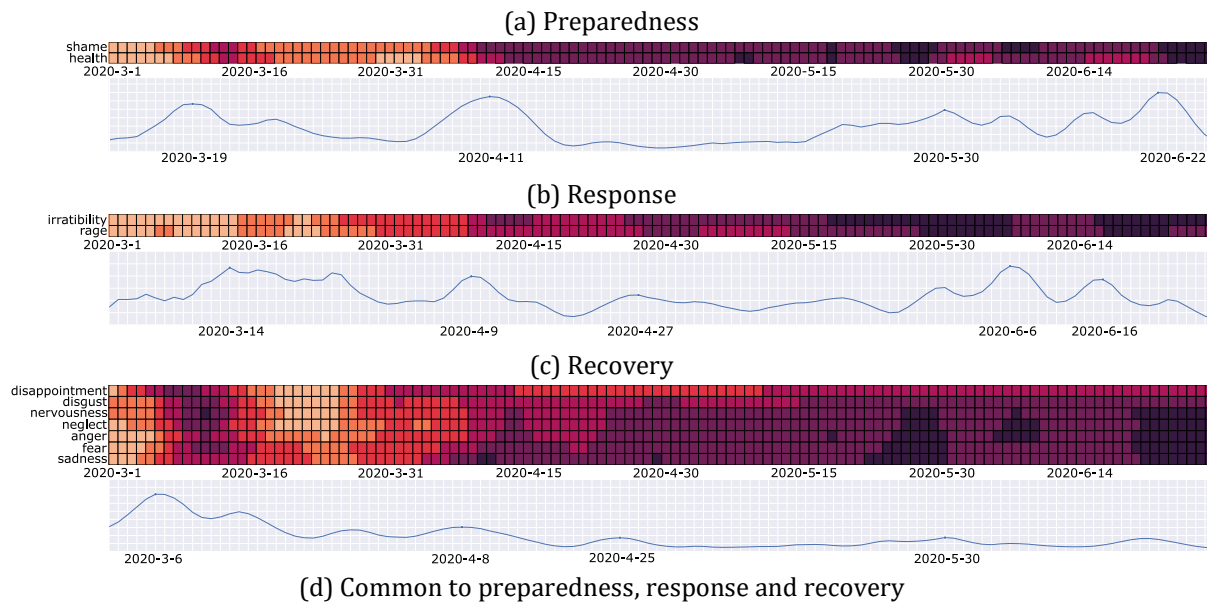 (a) Preparedness
shame
health
2020-3-1 2020-3-16 2020-3-31 2020-4-15 2020-4-30 2020-5-15 2020-5-30 2020-6-14
2020-3-19 2020-4-11 2020-5-30 2020-6-22
(b) Response
irratibility
rage
2020-3-1 2020-3-16 2020-3-31 2020-4-15 2020-4-30 2020-5-15 2020-5-30 2020-6-14
2020-3-14 2020-4-9 2020-4-27 2020-6-6 2020-6-16
(c) Recovery
disappointment
disgust
nervousness
neglect
anger
fear
sadness
2020-3-1 2020-3-16 2020-3-31 2020-4-15 2020-4-30 2020-5-15 2020-5-30 2020-6-14
2020-3-6 2020-4-8 2020-4-25 2020-5-30
(d) Common to preparedness, response and recovery